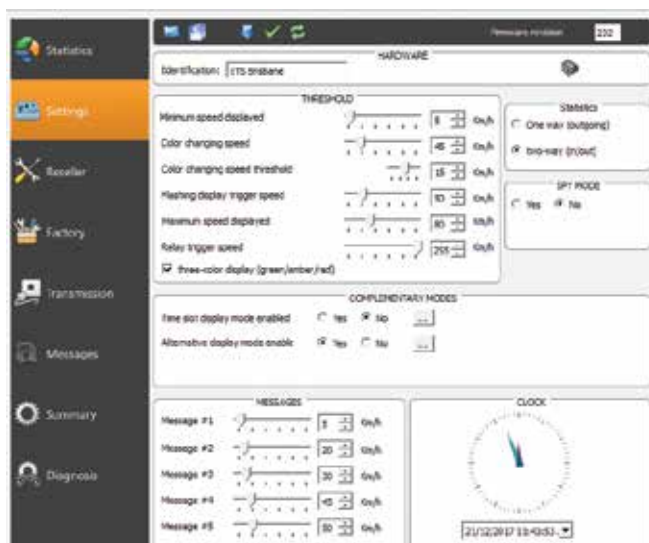 Firmware revision 232
Statistics
Settings
Reseller
Factory
Transmission
Messages
Summary
Diagnosis
HARDWARE
Identification: ETS Brisbane
THRESHOLD
Minimum speed displayed 5 Km/h
Color changing speed 45 Km/h
Color changing speed threshold 15 Km/h
Flashing display trigger speed 50 Km/h
Maximum speed displayed 80 Km/h
Relay trigger speed 255 Km/h
three-color display (green/amber/red)
Statistics
One way (outgoing)
two-way (in/out)
SPY MODE
Yes No
COMPLEMENTARY MODES
Time slot display mode enabled Yes No ...
Alternative display mode enable Yes No ...
MESSAGES
Message #1 5 Km/h
Message #2 20 Km/h
Message #3 30 Km/h
Message #4 45 Km/h
Message #5 50 Km/h
CLOCK
21/12/2017 11:43:53